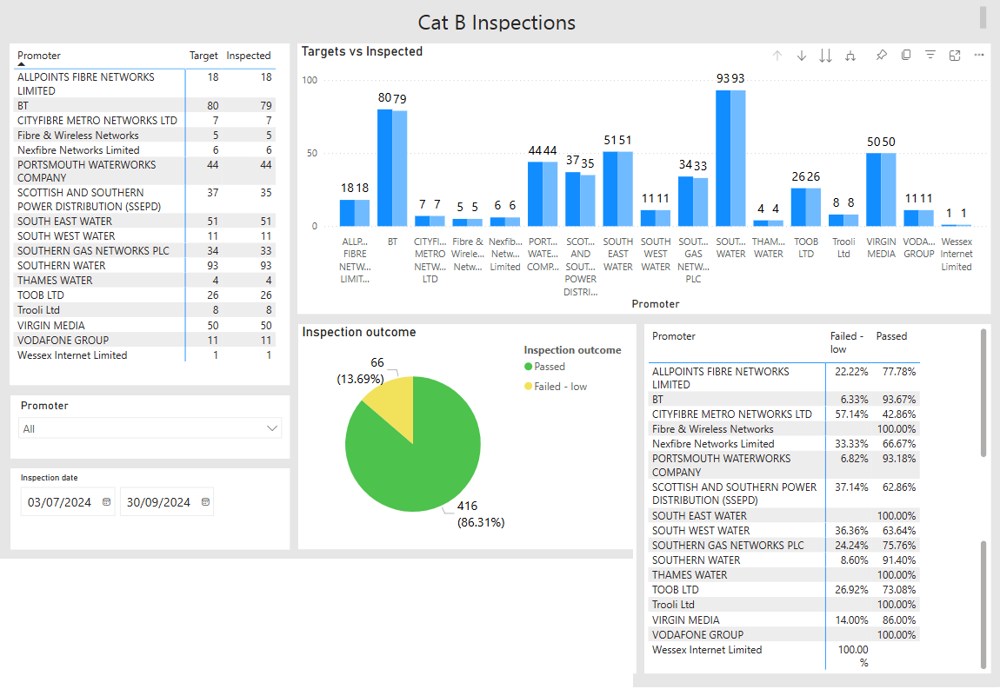 Cat B Inspections
Promoter Target Inspected
ALLPOINTS FIBRE NETWORKS 18 18
LIMITED
BT 80 79
CITYFIBRE METRO NETWORKS LTD 7 7
Fibre & Wireless Networks 5 5
Nexfibre Networks Limited 6 6
PORTSMOUTH WATERWORKS 44 44
COMPANY
SCOTTISH AND SOUTHERN 37 35
POWER DISTRIBUTION (SSEPD)
SOUTH EAST WATER 51 51
SOUTH WEST WATER 11 11
SOUTHERN GAS NETWORKS PLC 34 33
SOUTHERN WATER 93 93
THAMES WATER 4 4
TOOB LTD 26 26
Trooli Ltd 8 8
VIRGIN MEDIA 50 50
VODAFONE GROUP 11 11
Wessex Internet Limited 1 1
Targets vs Inspected
100
50
0
18 18 80 79 7 7 5 5 6 6 44 44 37 35 51 51 11 11 34 33 93 93 4 4 26 26 8 8 50 50 11 11 1 1
ALLP... BT CITYFI... Fibre & Nexfib... PORT... SCOT... SOUTH SOUTH SOUT... SOUT... THAM... TOOB Trooli VIRGIN VODA... Wessex
FIBRE METRO Wirele... Netw... WATE... AND EAST WEST GAS WATER WATER LTD Ltd MEDIA GROUP Internet
NETW... NETW... Netw... Limited COMP... SOUT... WATER WATER NETW... Limited
LIMIT... LTD POWER PLC
DISTRI...
Promoter
Promoter
All
Inspection date
03/07/2024 30/09/2024
Inspection outcome
66
(13.69%)
416
(86.31%)
Inspection outcome
Passed
Failed - low
Promoter Failed - Passed
low
ALLPOINTS FIBRE NETWORKS 22.22% 77.78%
LIMITED
BT 6.33% 93.67%
CITYFIBRE METRO NETWORKS LTD 57.14% 42.86%
Fibre & Wireless Networks 100.00%
Nexfibre Networks Limited 33.33% 66.67%
PORTSMOUTH WATERWORKS 6.82% 93.18%
COMPANY
SCOTTISH AND SOUTHERN POWER 37.14% 62.86%
DISTRIBUTION (SSEPD)
SOUTH EAST WATER 100.00%
SOUTH WEST WATER 36.36% 63.64%
SOUTHERN GAS NETWORKS PLC 24.24% 75.76%
SOUTHERN WATER 8.60% 91.40%
THAMES WATER 100.00%
TOOB LTD 26.92% 73.08%
Trooli Ltd 100.00%
VIRGIN MEDIA 14.00% 86.00%
VODAFONE GROUP 100.00%
Wessex Internet Limited 100.00
%